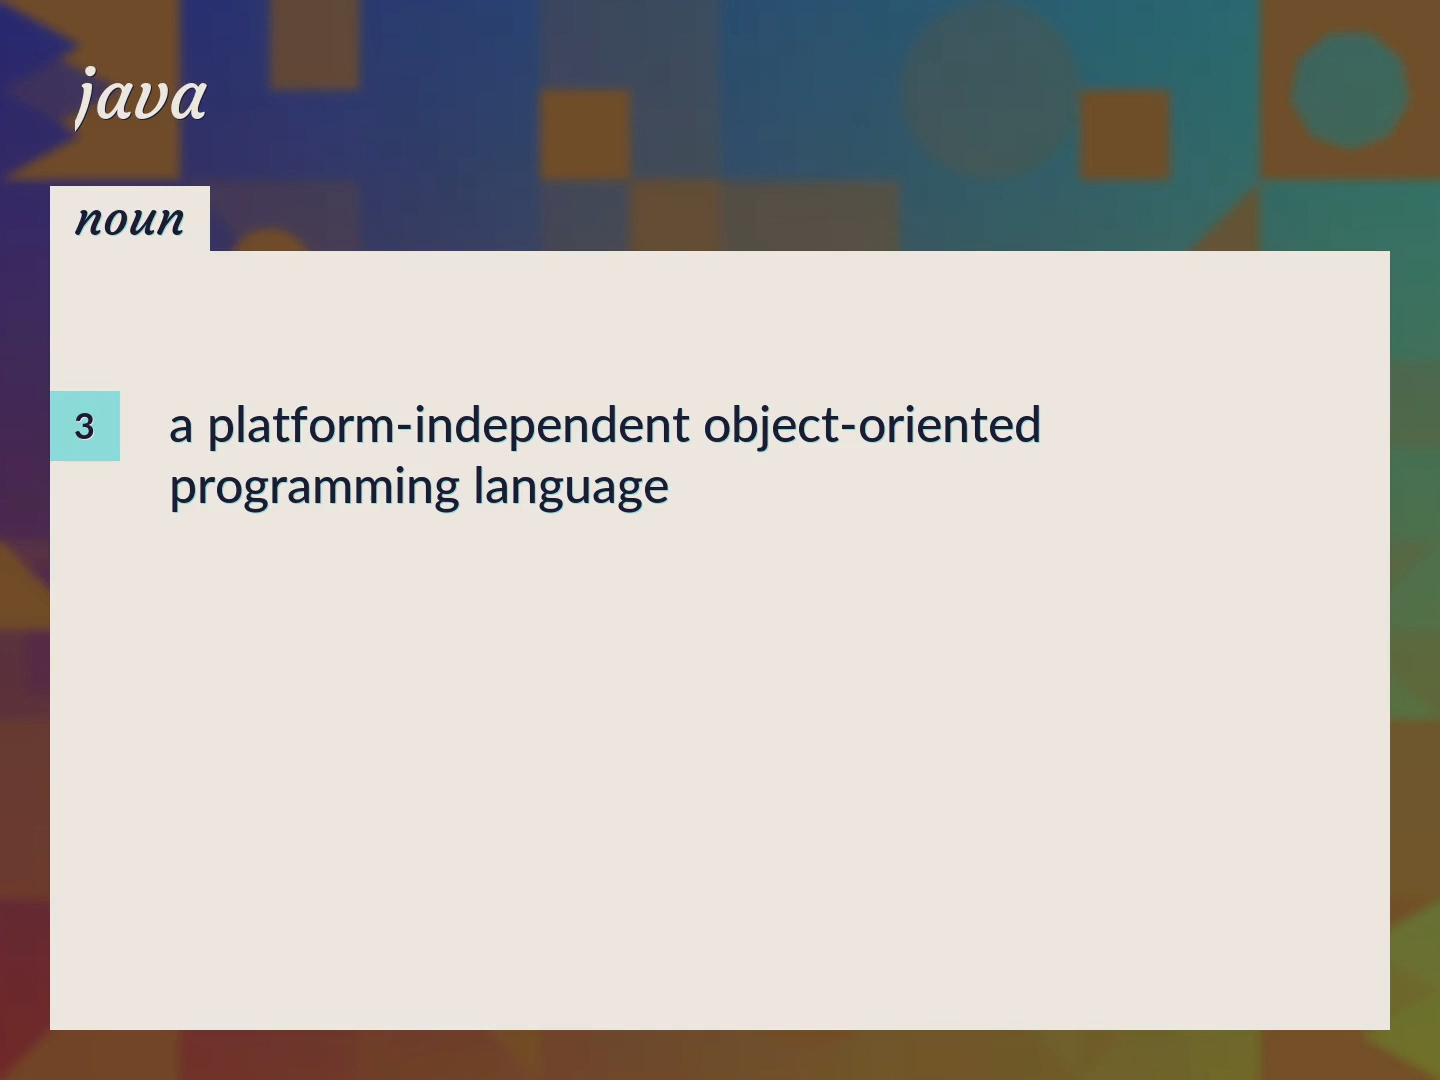 java
noun
3
a platform-independent object-oriented
programming language